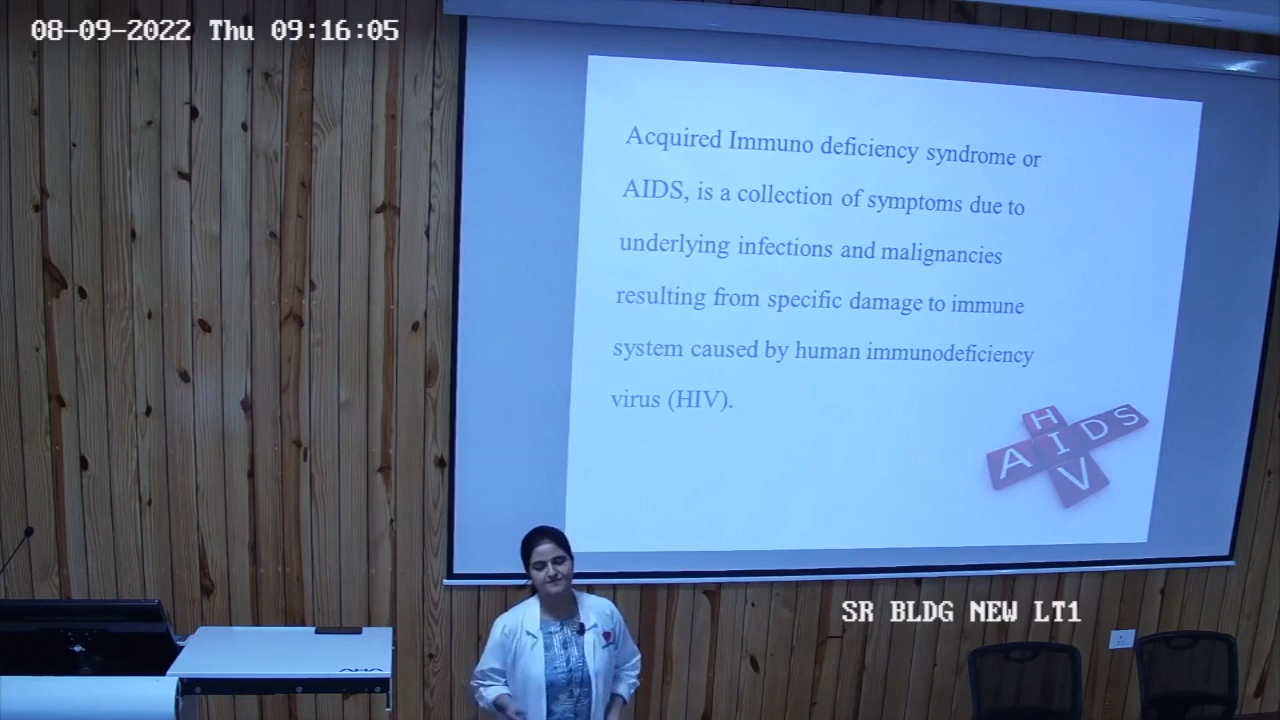 08-09-2022 Thu 09:16:05
Acquired Immuno deficiency syndrome or
AIDS, is a collection of symptoms due to
underlying infections and malignancies
resulting from specific damage to immune
system caused by human immunodeficiency
virus (HIV).
H
AIDS
V
SR BLDG NEW LT1
AHA